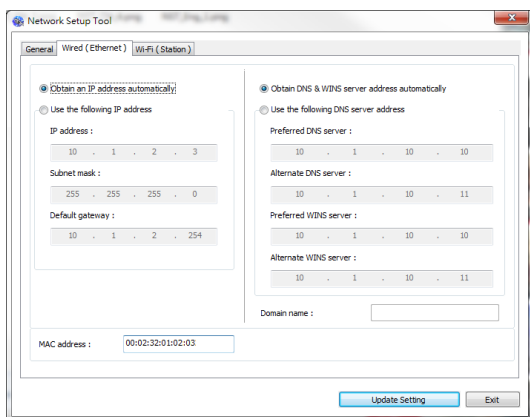 Network Setup Tool
General Wired ( Ethernet ) Wi-Fi ( Station )
Obtain an IP address automatically
Use the following IP address
IP address :
10 . 1 . 2 . 3
Subnet mask :
255 . 255 . 255 . 0
Default gateway :
10 . 1 . 2 . 254
Obtain DNS & WINS server address automatically
Use the following DNS server address
Preferred DNS server :
10 . 1 . 10 . 10
Alternate DNS server :
10 . 1 . 10 . 11
Preferred WINS server :
10 . 1 . 10 . 10
Alternate WINS server :
10 . 1 . 10 . 11
Domain name :
MAC address : 00:02:32:01:02:03
Update Setting Exit